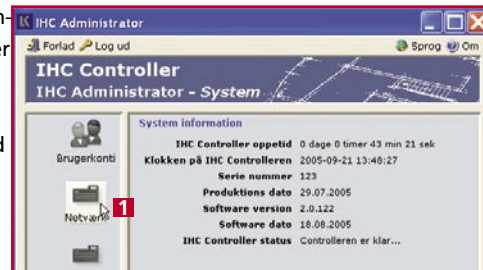 IHC Administrator
Forlad Log ud Sprog Om
IHC Controller
IHC Administrator - System
Brugerkonti
Netværk
1
System information
IHC Controller oppetid 0 dage 0 timer 43 min 21 sek
Klokken på IHC Controlleren 2005-09-21 13:48:27
Serie nummer 123
Produktions dato 29.07.2005
Software version 2.0.122
Software dato 18.08.2005
IHC Controller status Controlleren er klar...